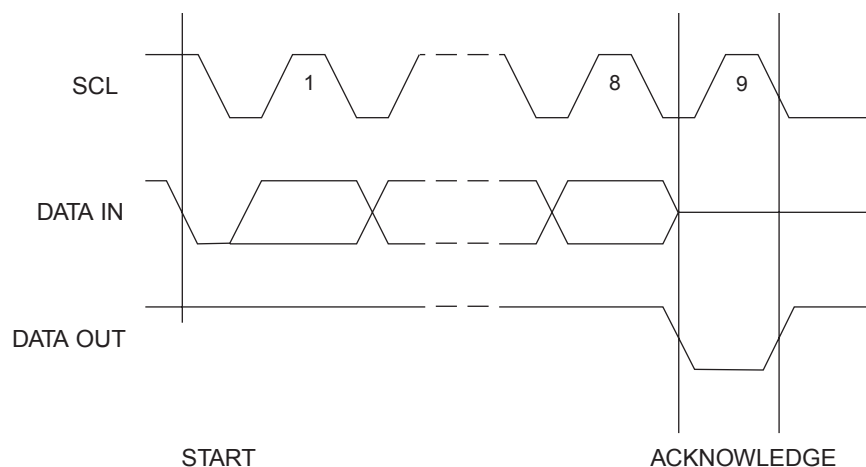 SCL
1
8
9
DATA IN
DATA OUT
START
ACKNOWLEDGE